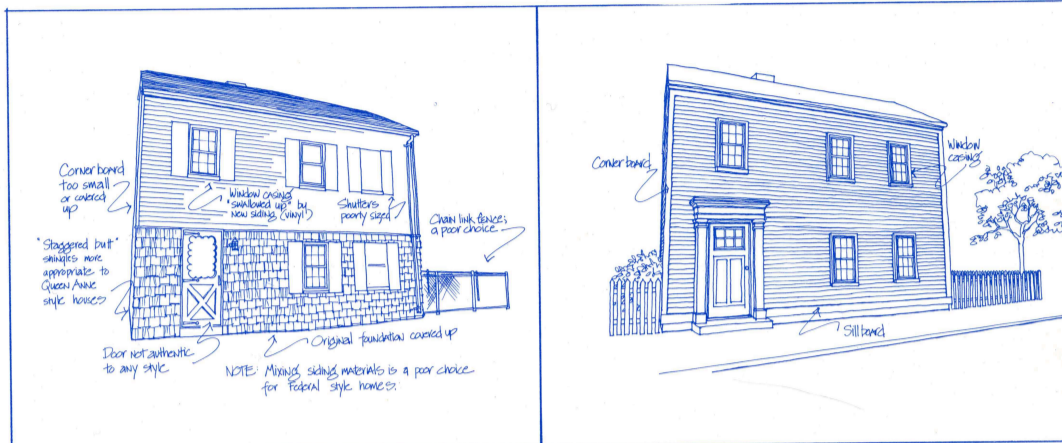 Corner board
too small
or covered
up
Window casing
"swallowed up" by
new siding (vinyl)
Shutters
poorly sized
Chain link fence;
a poor choice
"Staggered butt"
shingles more
appropriate to
Queen Anne
style houses
Door not authentic
to any style
Original foundation covered up
NOTE: Mixing siding materials is a poor choice
for Federal style homes.
Corner board
Window
casing
Sill board